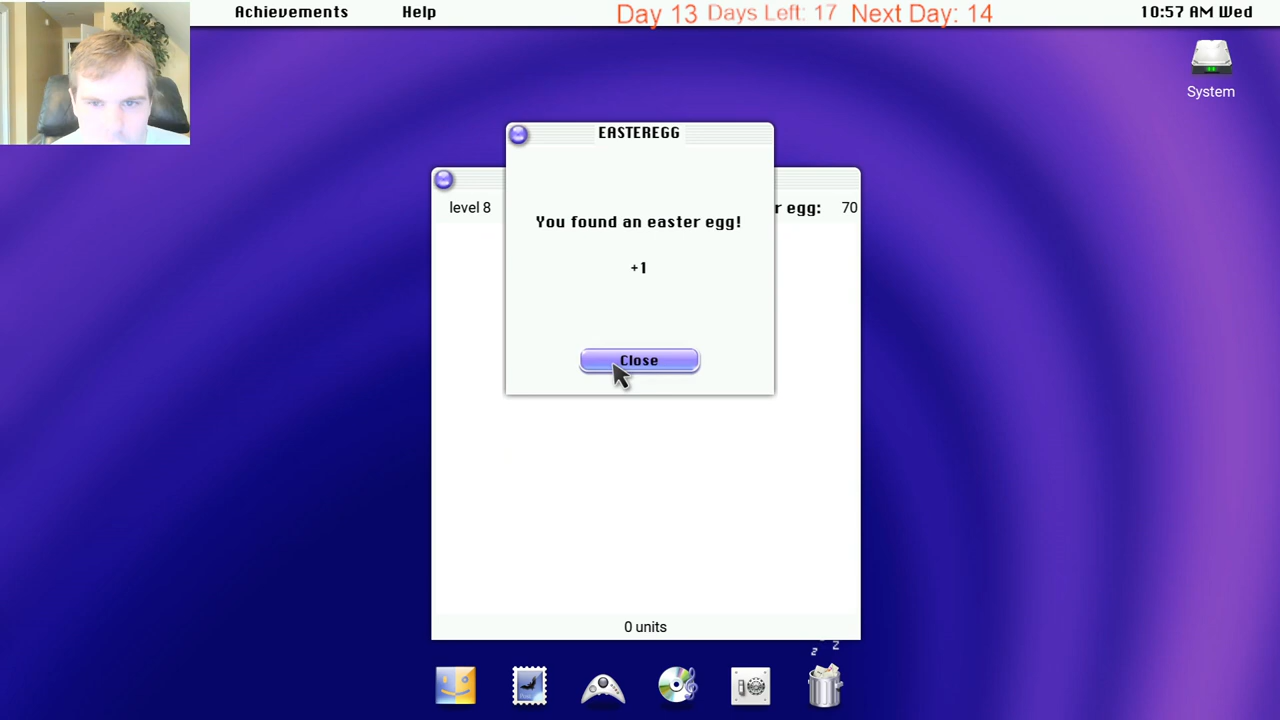 Achievements Help Day 13 Days Left: 17 Next Day: 14 10:57 AM Wed
System
EASTEREGG
level 8 r egg: 70
You found an easter egg!
+1
Close
0 units
z z